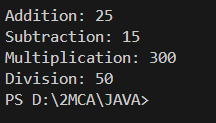 Addition: 25
Subtraction: 15
Multiplication: 300
Division: 50
PS D:\2MCA\JAVA>